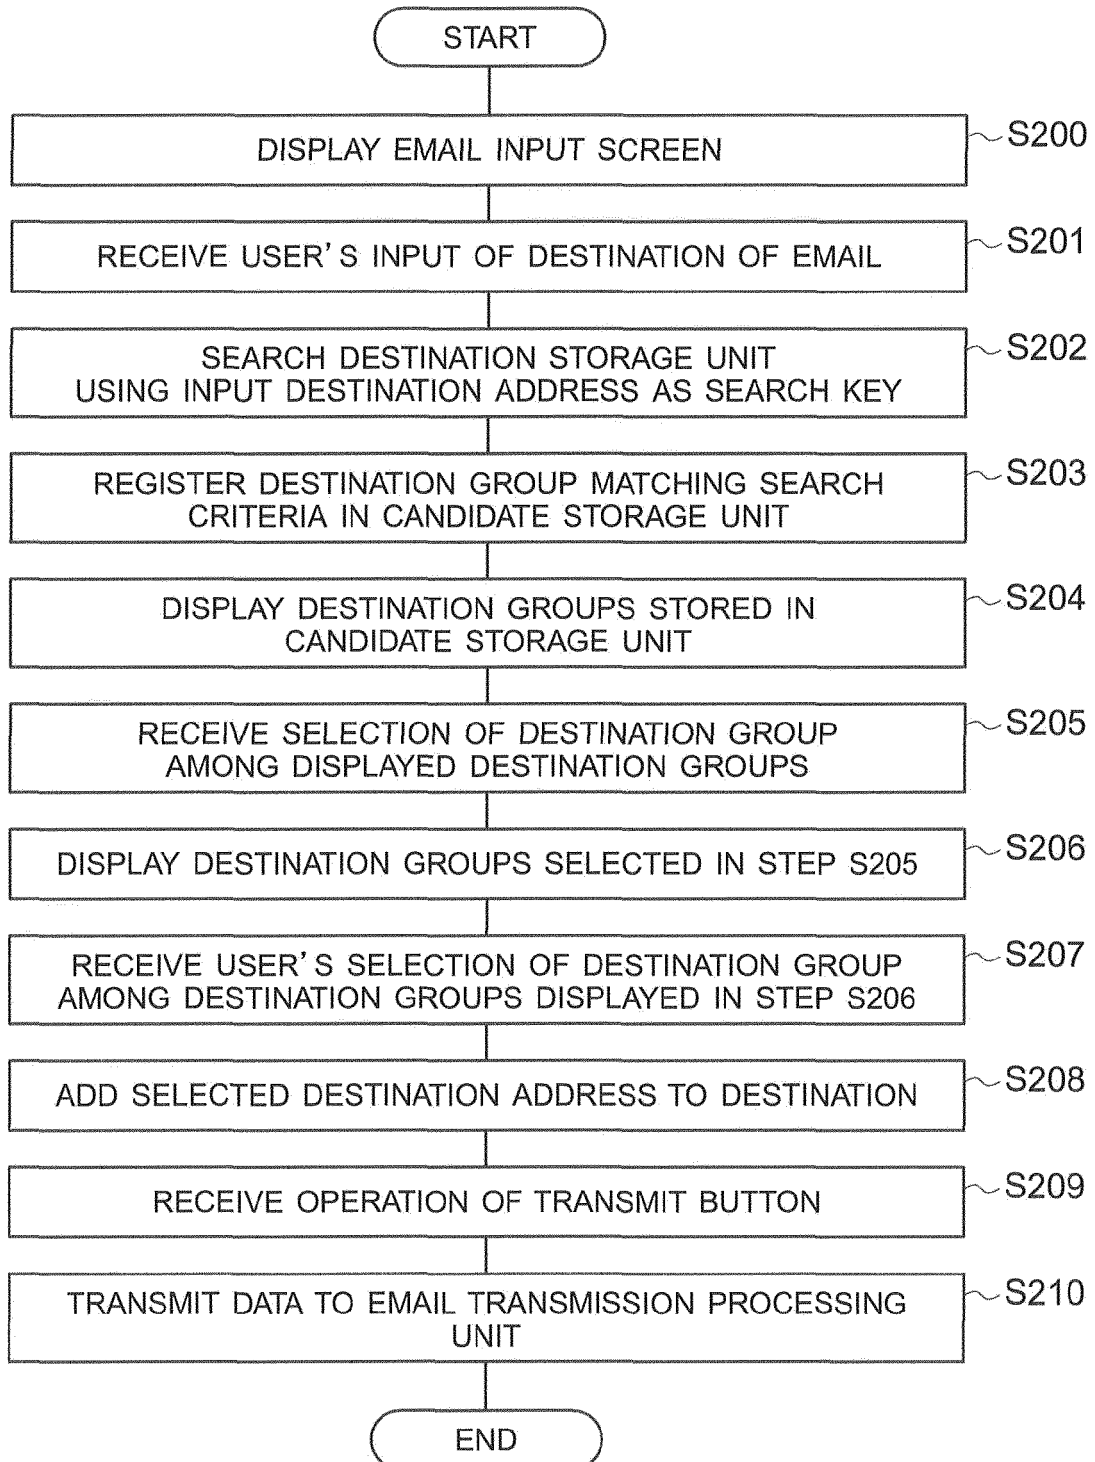 START
DISPLAY EMAIL INPUT SCREEN
S200
RECEIVE USER'S INPUT OF DESTINATION OF EMAIL
S201
SEARCH DESTINATION STORAGE UNIT
USING INPUT DESTINATION ADDRESS AS SEARCH KEY
S202
REGISTER DESTINATION GROUP MATCHING SEARCH
CRITERIA IN CANDIDATE STORAGE UNIT
S203
DISPLAY DESTINATION GROUPS STORED IN
CANDIDATE STORAGE UNIT
S204
RECEIVE SELECTION OF DESTINATION GROUP
AMONG DISPLAYED DESTINATION GROUPS
S205
DISPLAY DESTINATION GROUPS SELECTED IN STEP S205
S206
RECEIVE USER'S SELECTION OF DESTINATION GROUP
AMONG DESTINATION GROUPS DISPLAYED IN STEP S206
S207
ADD SELECTED DESTINATION ADDRESS TO DESTINATION
S208
RECEIVE OPERATION OF TRANSMIT BUTTON
S209
TRANSMIT DATA TO EMAIL TRANSMISSION PROCESSING
UNIT
S210
END